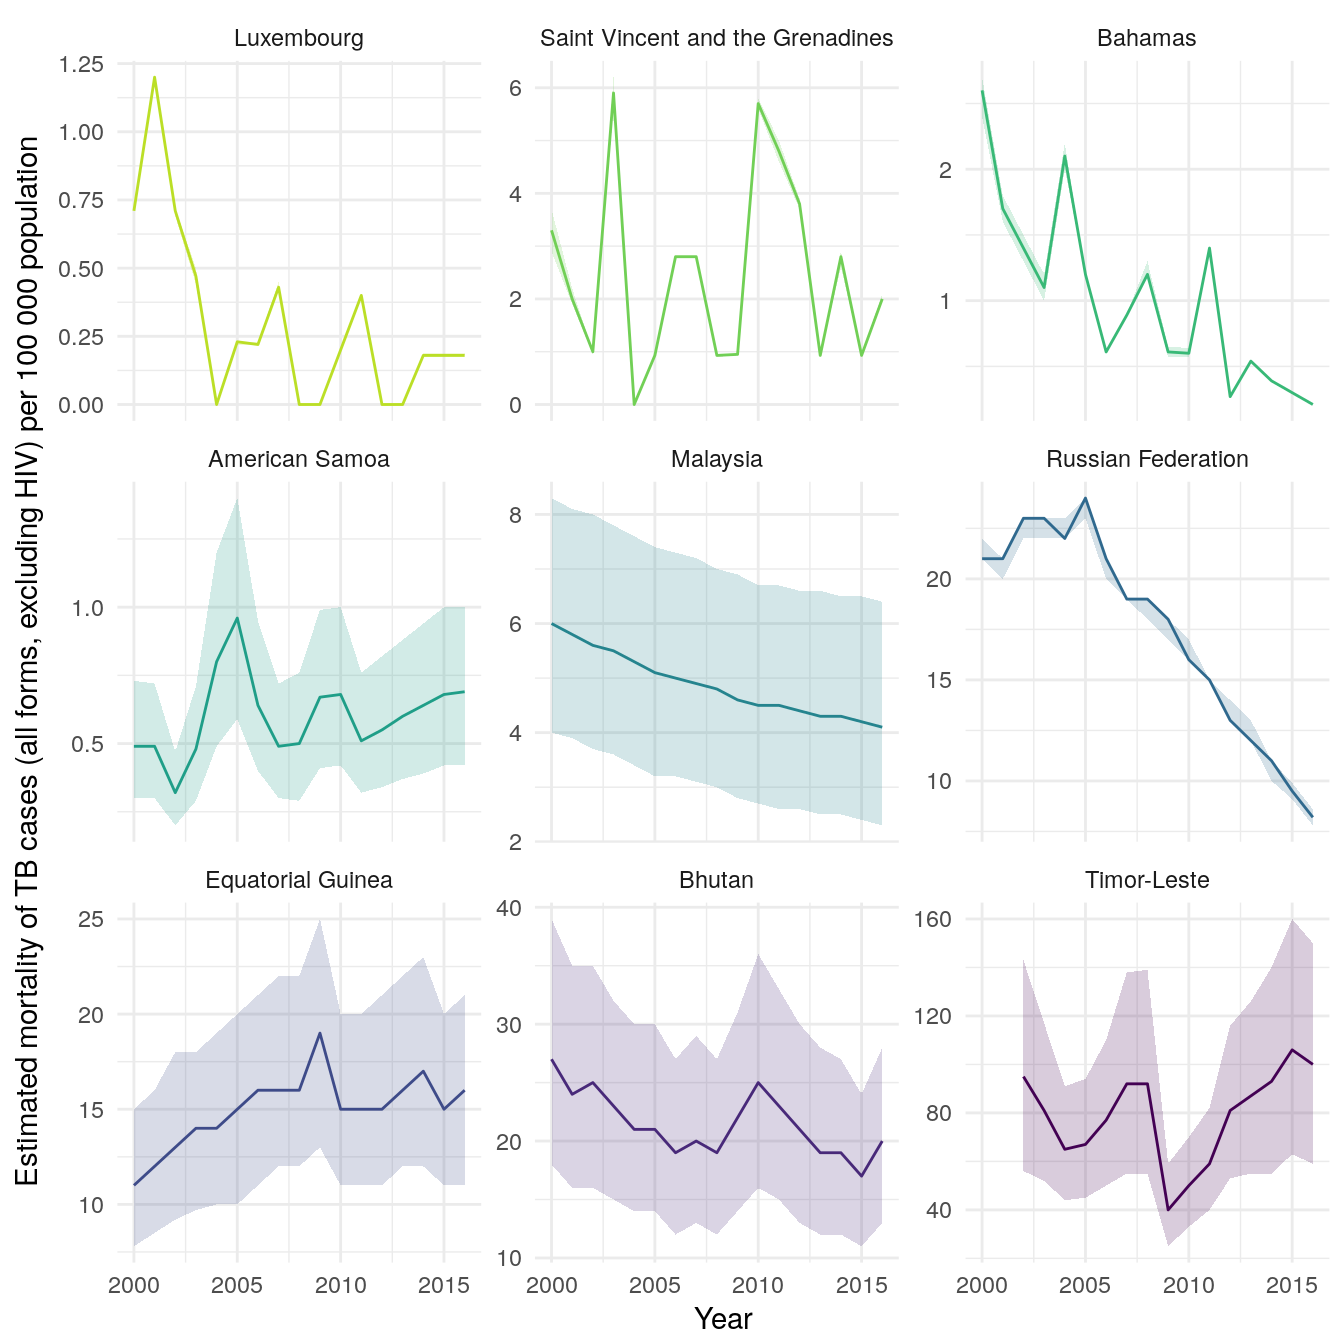 Estimated mortality of TB cases (all forms, excluding HIV) per 100 000 population
Luxembourg
1.25
1.00
0.75
0.50
0.25
0.00
Saint Vincent and the Grenadines
6
4
2
0
Bahamas
2
1
American Samoa
1.0
0.5
Malaysia
8
6
4
2
Russian Federation
20
15
10
Equatorial Guinea
25
20
15
10
2000 2005 2010 2015
Bhutan
40
30
20
10
2000 2005 2010 2015
Timor-Leste
160
120
80
40
2000 2005 2010 2015
Year